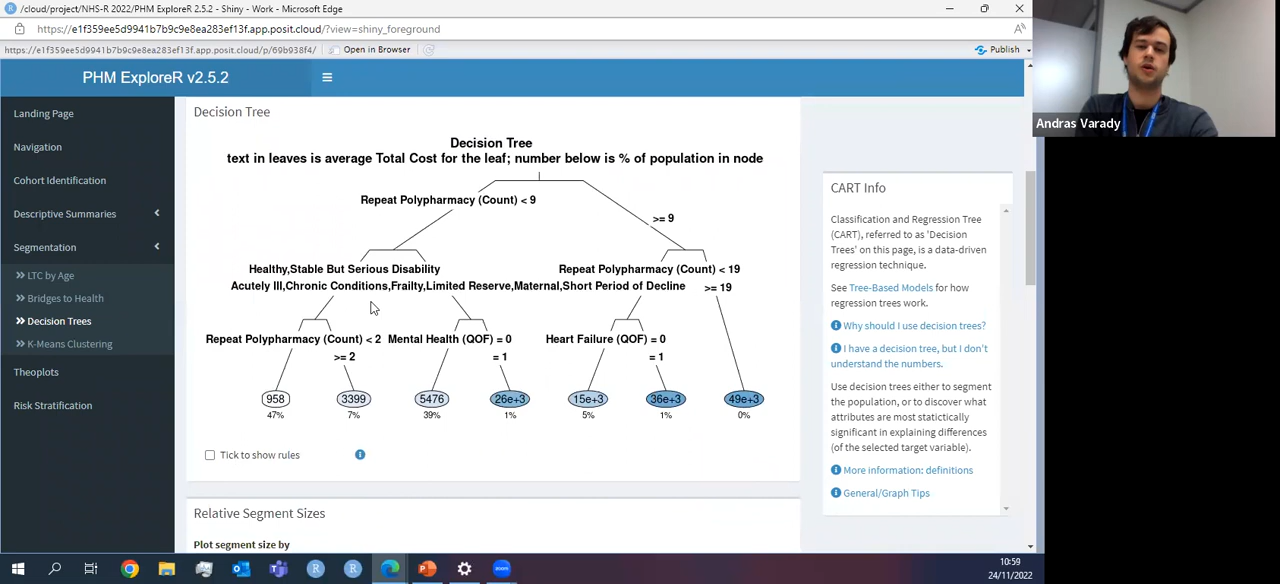 /cloud/project/NHS-R 2022/PHM ExploreR 2.5.2 - Shiny - Work - Microsoft Edge
https://e1f359ee5d9941b7b9c9e8ea283ef13f.app.posit.cloud/?view=shiny_foreground
https://e1f359ee5d9941b7b9c9e8ea283ef13f.app.posit.cloud/p/69b938f4/
Open in Browser
Publish
PHM ExploreR v2.5.2
Landing Page
Navigation
Cohort Identification
Descriptive Summaries
Segmentation
LTC by Age
Bridges to Health
Decision Trees
K-Means Clustering
Theoplots
Risk Stratification
Decision Tree
Decision Tree
text in leaves is average Total Cost for the leaf; number below is % of population in node
Repeat Polypharmacy (Count) < 9
>= 9
Healthy,Stable But Serious Disability
Repeat Polypharmacy (Count) < 19
Acutely Ill,Chronic Conditions,Frailty,Limited Reserve,Maternal,Short Period of Decline
>= 19
Repeat Polypharmacy (Count) < 2
Mental Health (QOF) = 0
Heart Failure (QOF) = 0
>= 2
= 1
= 1
958
3399
5476
26e+3
15e+3
36e+3
49e+3
47%
7%
39%
1%
5%
1%
0%
Tick to show rules
Relative Segment Sizes
Plot segment size by
CART Info
Classification and Regression Tree
(CART), referred to as 'Decision
Trees' on this page, is a data-driven
regression technique.
See Tree-Based Models for how
regression trees work.
Why should I use decision trees?
I have a decision tree, but I don't
understand the numbers.
Use decision trees either to segment
the population, or to discover what
attributes are most statictically
significant in explaining differences
(of the selected target variable).
More information: definitions
General/Graph Tips
Andras Varady
10:59
24/11/2022